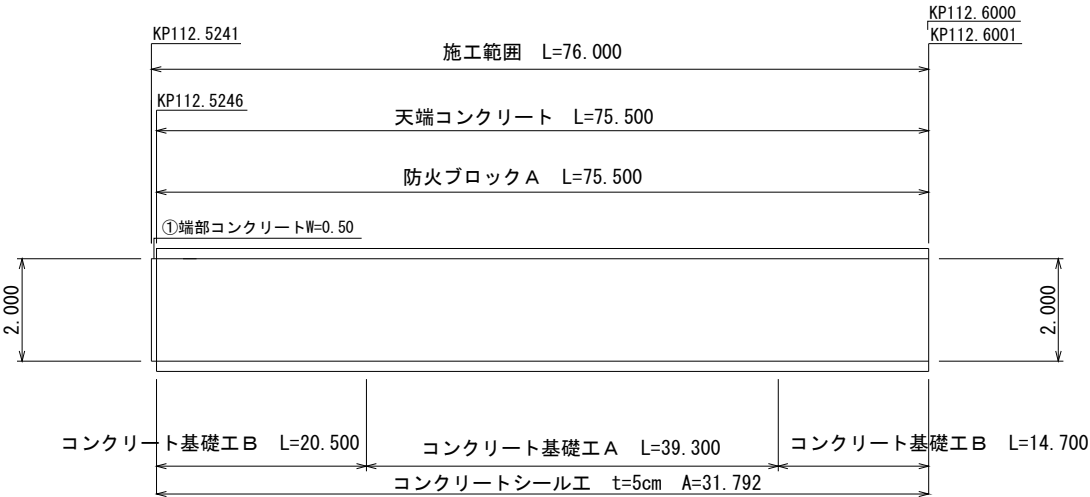 KP112.6000
KP112.5241
KP112.6001
施工範囲 L=76.000
KP112.5246
天端コンクリート L=75.500
防火ブロックA L=75.500
①端部コンクリートW=0.50
2.000
2.000
コンクリート基礎工B L=20.500
コンクリート基礎工A L=39.300
コンクリート基礎工B L=14.700
コンクリートシール工 t=5cm A=31.792